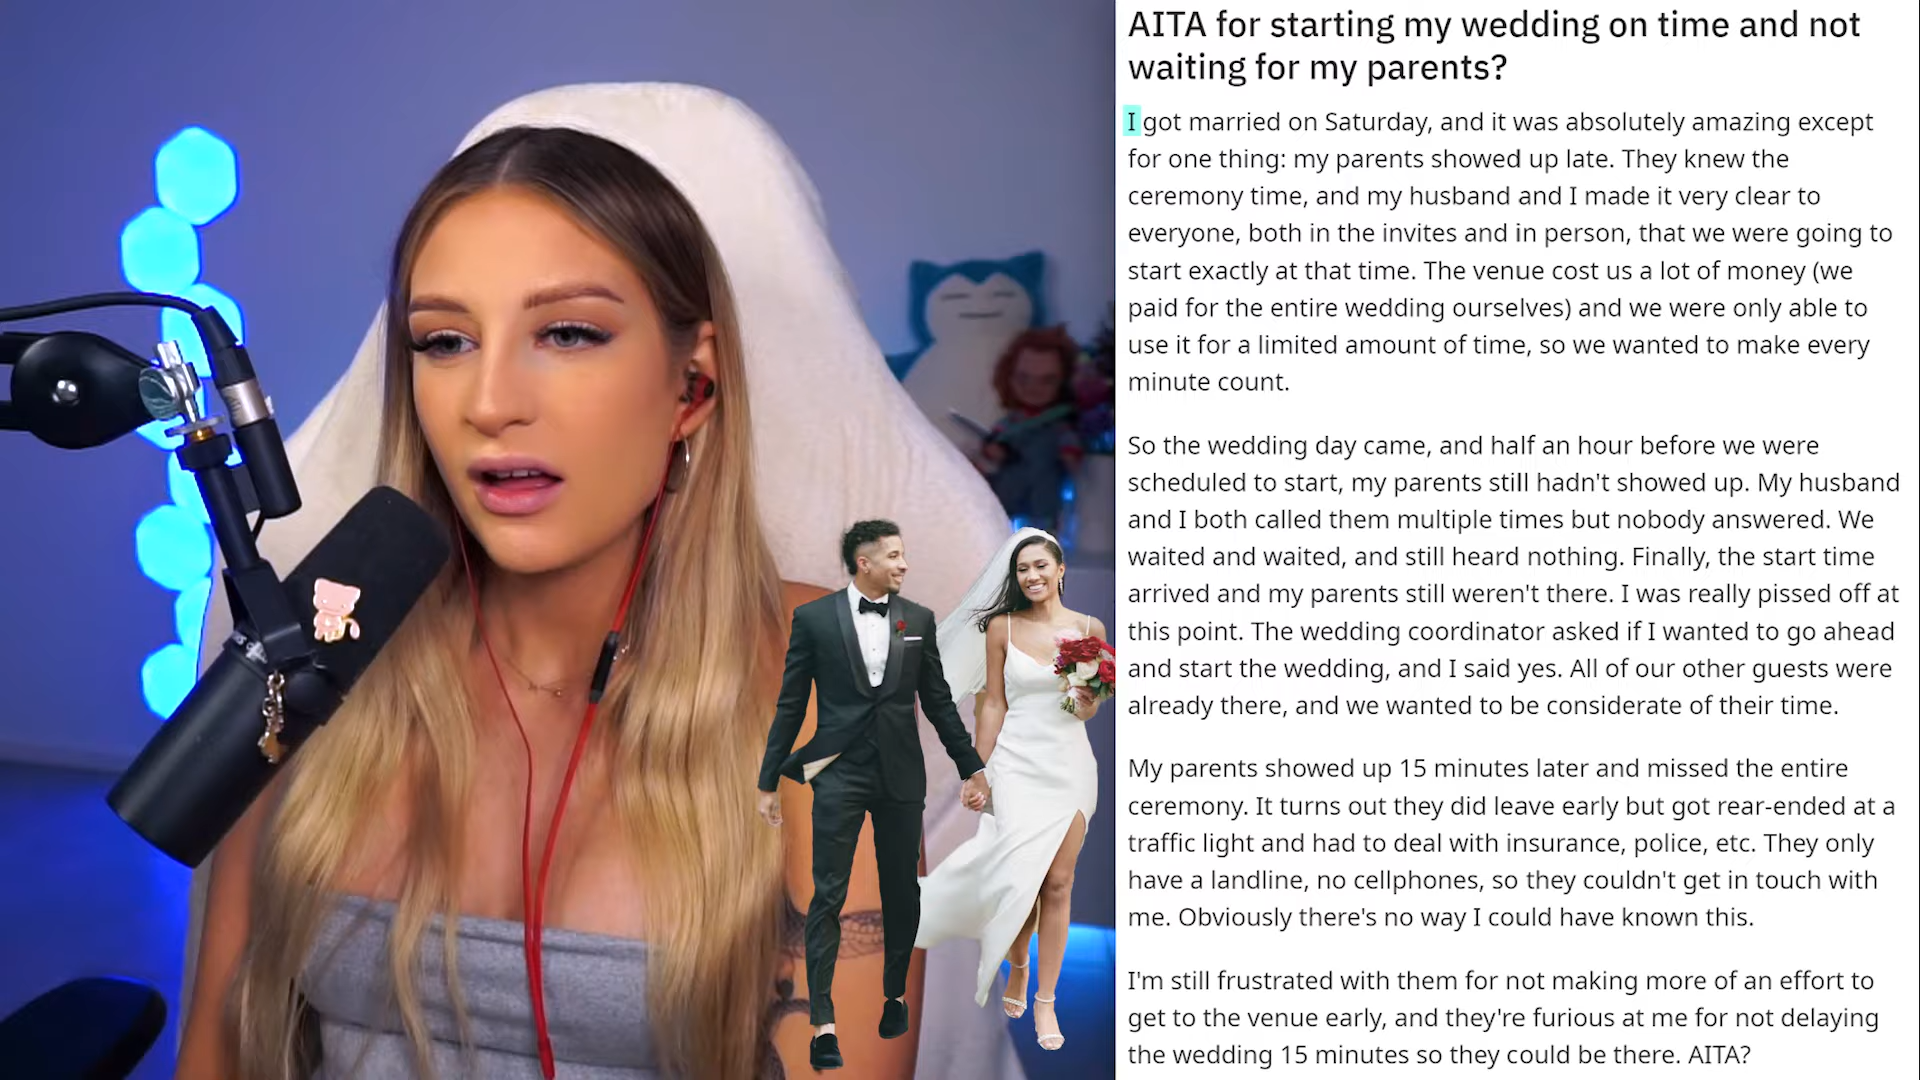 AITA for starting my wedding on time and not
waiting for my parents?
I got married on Saturday, and it was absolutely amazing except
for one thing: my parents showed up late. They knew the
ceremony time, and my husband and I made it very clear to
everyone, both in the invites and in person, that we were going to
start exactly at that time. The venue cost us a lot of money (we
paid for the entire wedding ourselves) and we were only able to
use it for a limited amount of time, so we wanted to make every
minute count.
So the wedding day came, and half an hour before we were
scheduled to start, my parents still hadn't showed up. My husband
and I both called them multiple times but nobody answered. We
waited and waited, and still heard nothing. Finally, the start time
arrived and my parents still weren't there. I was really pissed off at
this point. The wedding coordinator asked if I wanted to go ahead
and start the wedding, and I said yes. All of our other guests were
already there, and we wanted to be considerate of their time.
My parents showed up 15 minutes later and missed the entire
ceremony. It turns out they did leave early but got rear-ended at a
traffic light and had to deal with insurance, police, etc. They only
have a landline, no cellphones, so they couldn't get in touch with
me. Obviously there's no way I could have known this.
I'm still frustrated with them for not making more of an effort to
get to the venue early, and they're furious at me for not delaying
the wedding 15 minutes so they could be there. AITA?